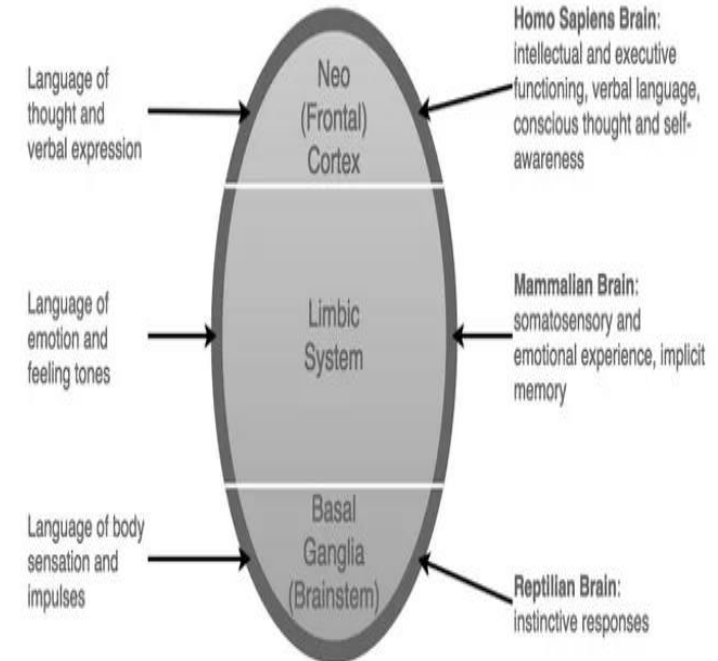 Language of
thought and
verbal expression
Neo
(Frontal)
Cortex
Homo Sapiens Brain:
intellectual and executive
functioning, verbal language,
conscious thought and self-
awareness
Language of
emotion and
feeling tones
Limbic
System
Mammalian Brain:
somatosensory and
emotional experience, implicit
memory
Language of body
sensation and
impulses
Basal
Ganglia
(Brainstem)
Reptilian Brain:
instinctive responses